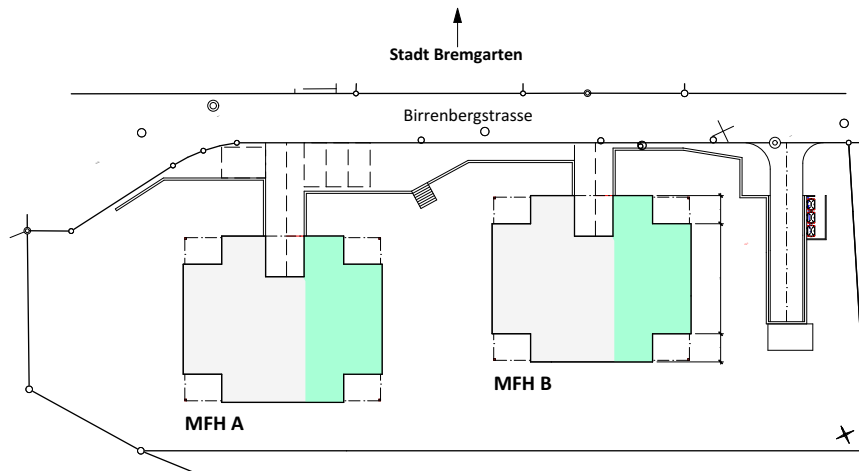 Stadt Bremgarten
Birrenbergstrasse
MFH B
MFH A